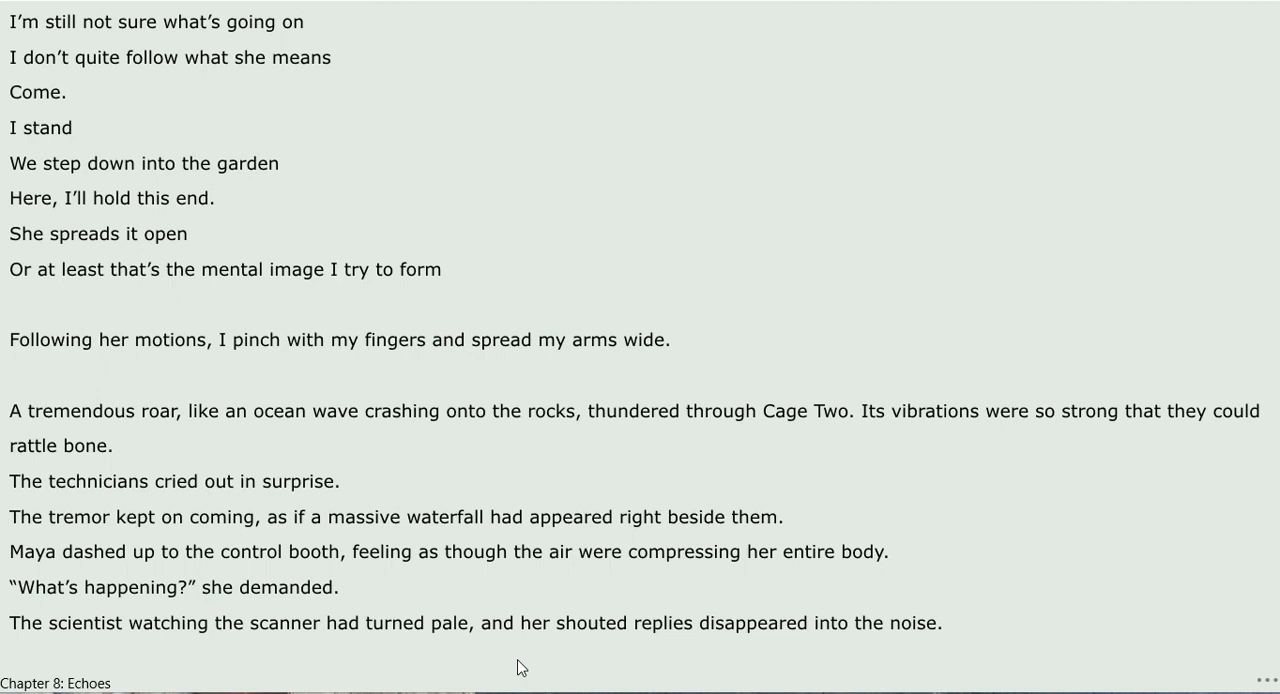 I’m still not sure what’s going on
I don’t quite follow what she means
Come.
I stand
We step down into the garden
Here, I’ll hold this end.
She spreads it open
Or at least that’s the mental image I try to form
Following her motions, I pinch with my fingers and spread my arms wide.
A tremendous roar, like an ocean wave crashing onto the rocks, thundered through Cage Two. Its vibrations were so strong that they could
rattle bone.
The technicians cried out in surprise.
The tremor kept on coming, as if a massive waterfall had appeared right beside them.
Maya dashed up to the control booth, feeling as though the air were compressing her entire body.
“What’s happening?” she demanded.
The scientist watching the scanner had turned pale, and her shouted replies disappeared into the noise.
Chapter 8: Echoes